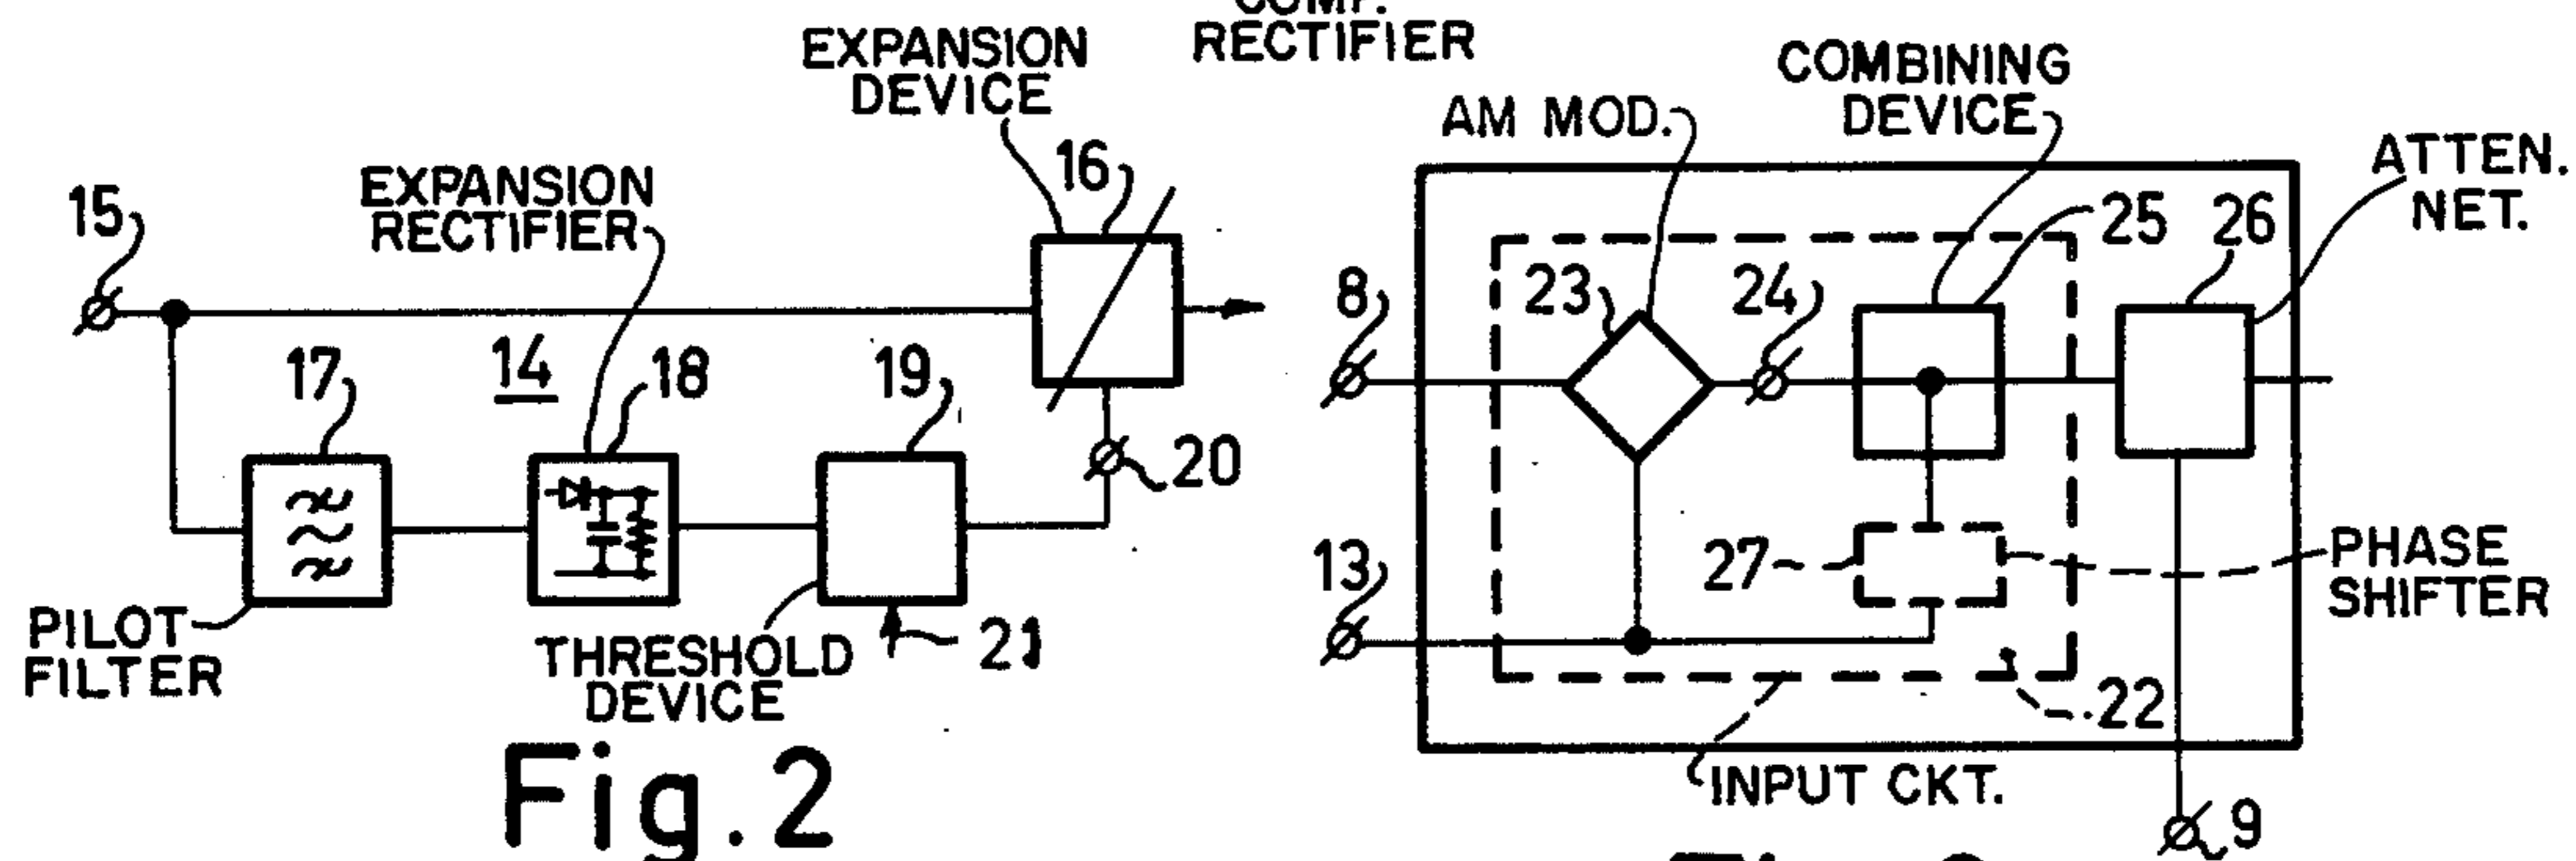 RECTIFIER
EXPANSION
DEVICE
COMBINING
DEVICE
AM MOD.
ATTEN.
NET.
EXPANSION
RECTIFIER
15
16
25
26
8
23
24
17
14
18
19
20
13
27
PHASE
SHIFTER
PILOT
FILTER
THRESHOLD
DEVICE
21
22
INPUT CKT.
9
Fig.2